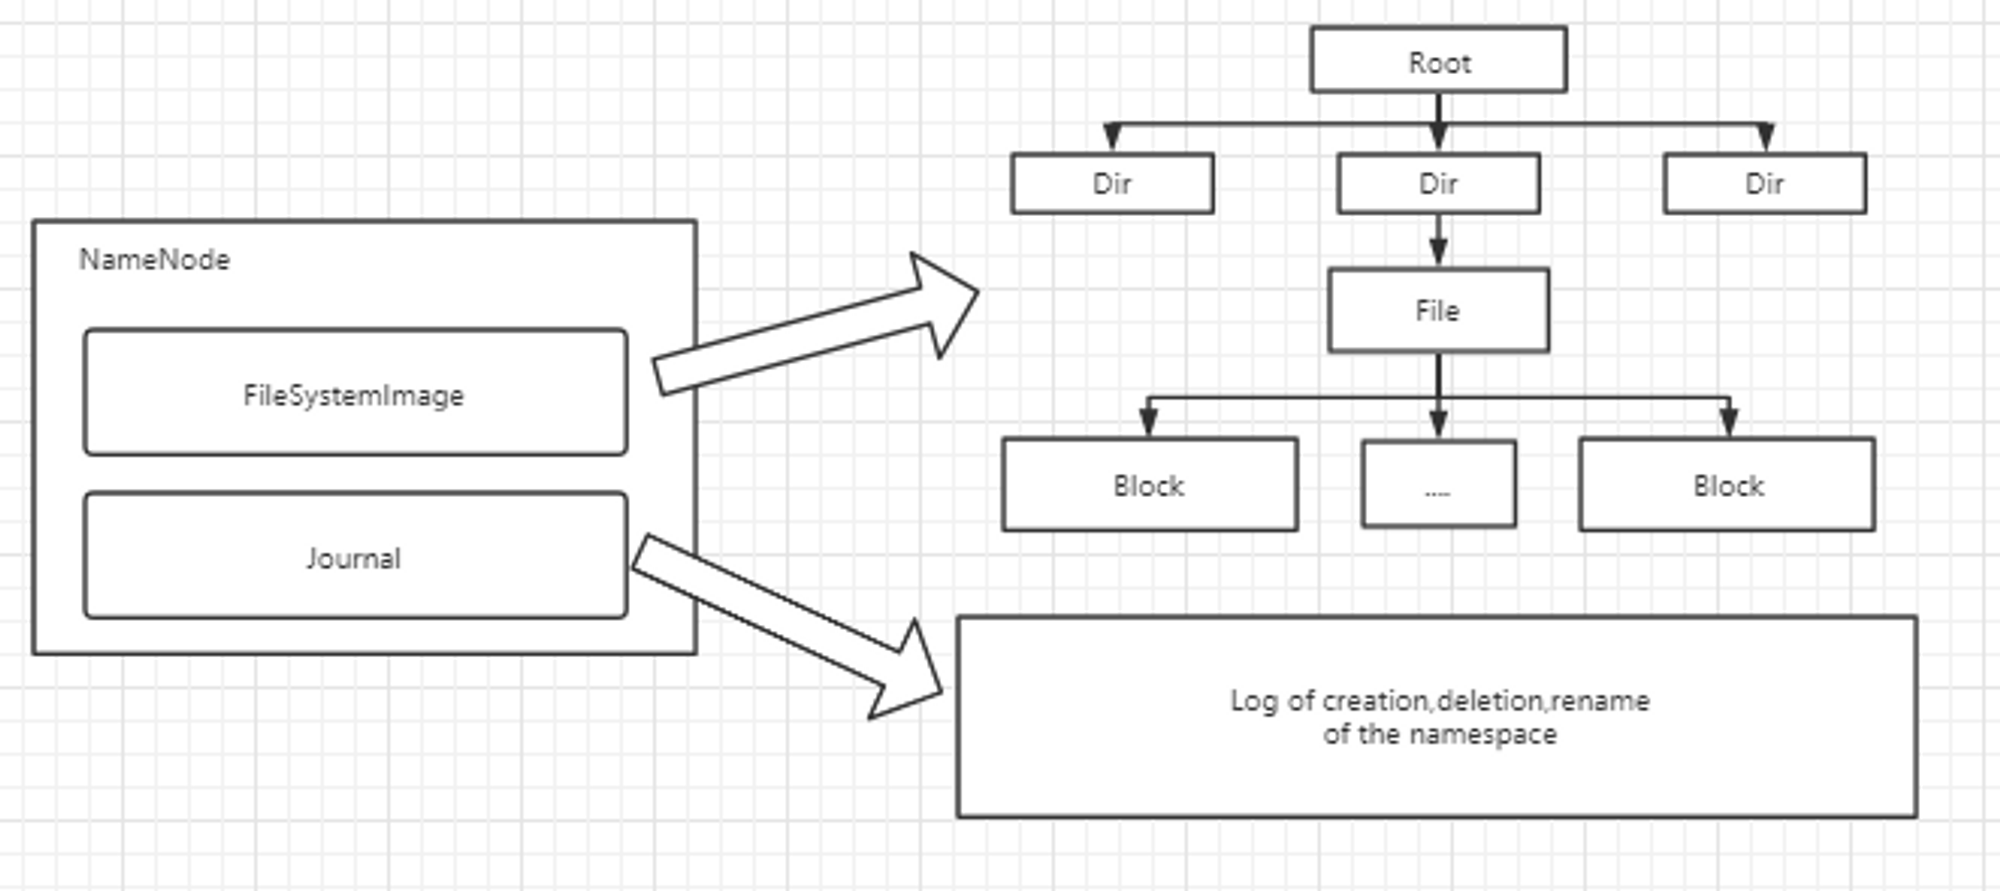 Root
Dir
Dir
Dir
NameNode
File
FileSystemImage
Block
....
Block
Journal
Log of creation,deletion,rename
of the namespace